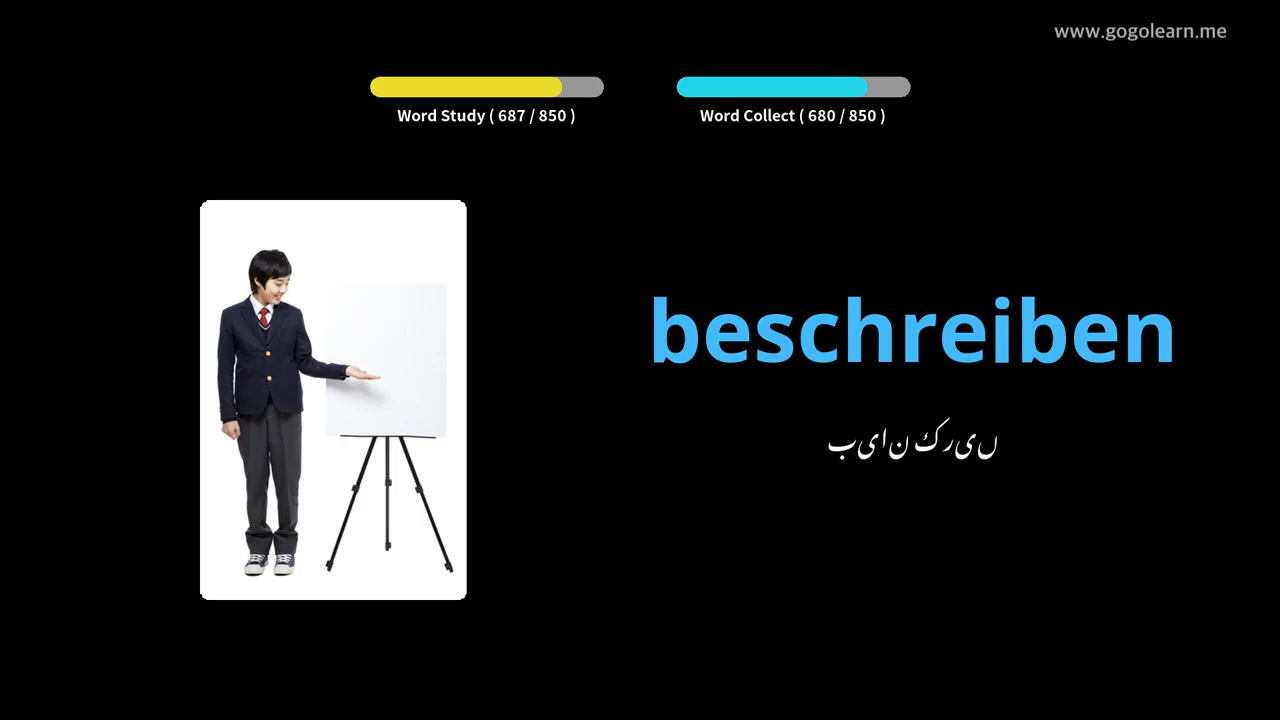 www.gogolearn.me
Word Study ( 687 / 850 )
Word Collect ( 680 / 850 )
beschreiben
بیان کریں